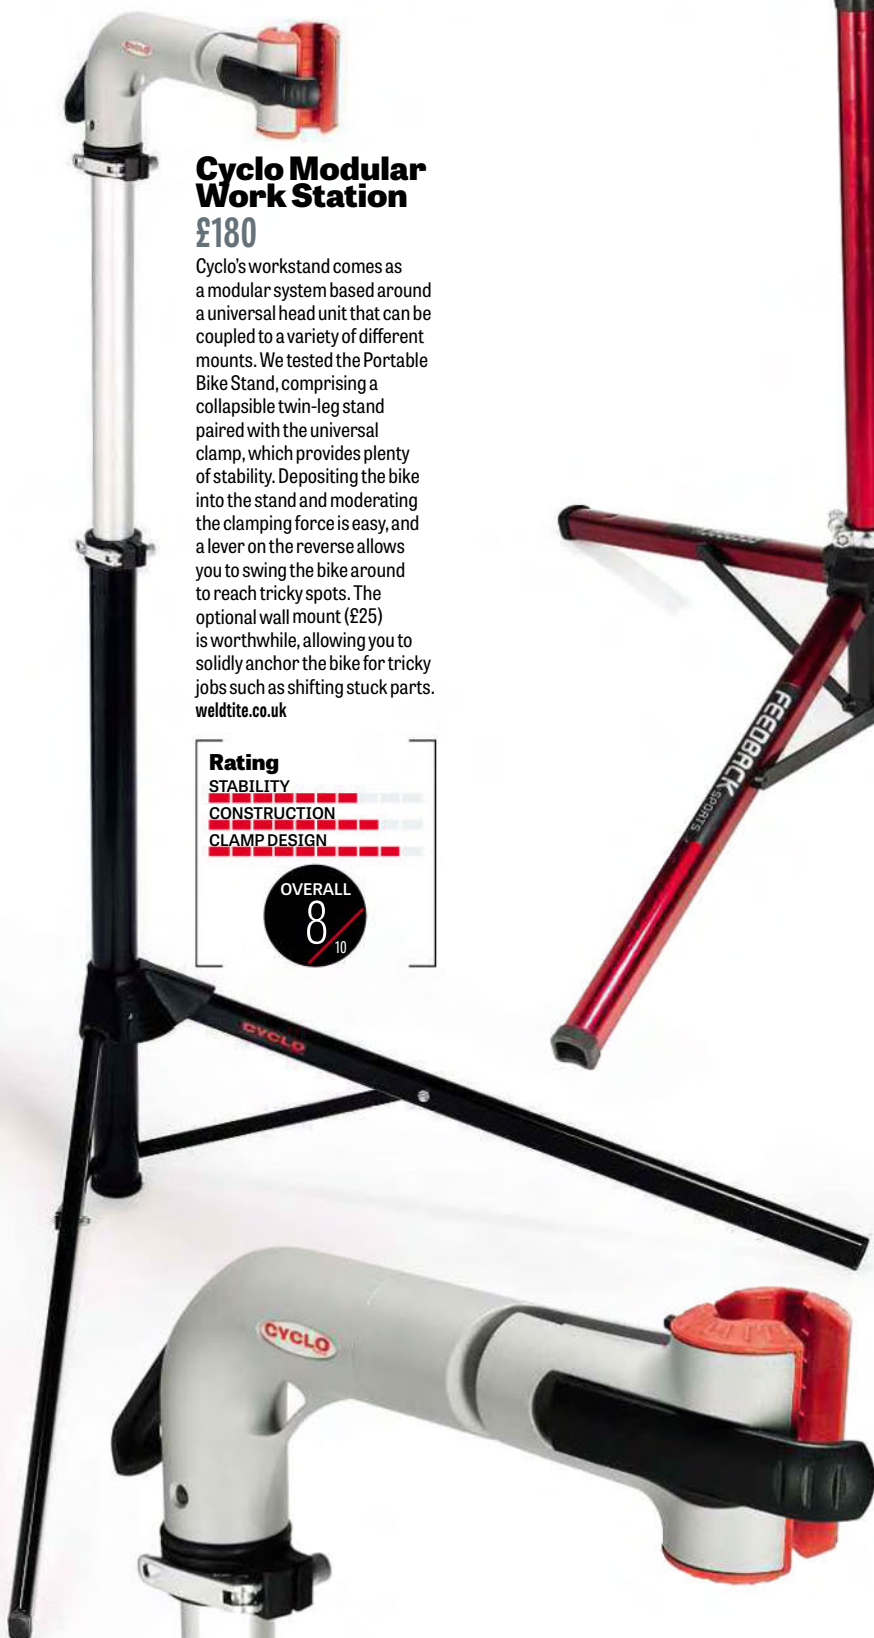 CYCLO
Cyclo Modular
Work Station
£180
Cyclo's workstand comes as
a modular system based around
a universal head unit that can be
coupled to a variety of different
mounts. We tested the Portable
Bike Stand, comprising a
collapsible twin-leg stand
paired with the universal
clamp, which provides plenty
of stability. Depositing the bike
into the stand and moderating
the clamping force is easy, and
a lever on the reverse allows
you to swing the bike around
to reach tricky spots. The
optional wall mount (£25)
is worthwhile, allowing you to
solidly anchor the bike for tricky
jobs such as shifting stuck parts.
weldtite.co.uk
Rating
STABILITY
CONSTRUCTION
CLAMP DESIGN
OVERALL
8/10
FEEDBACK SPORTS
CYCLO
CYCLO